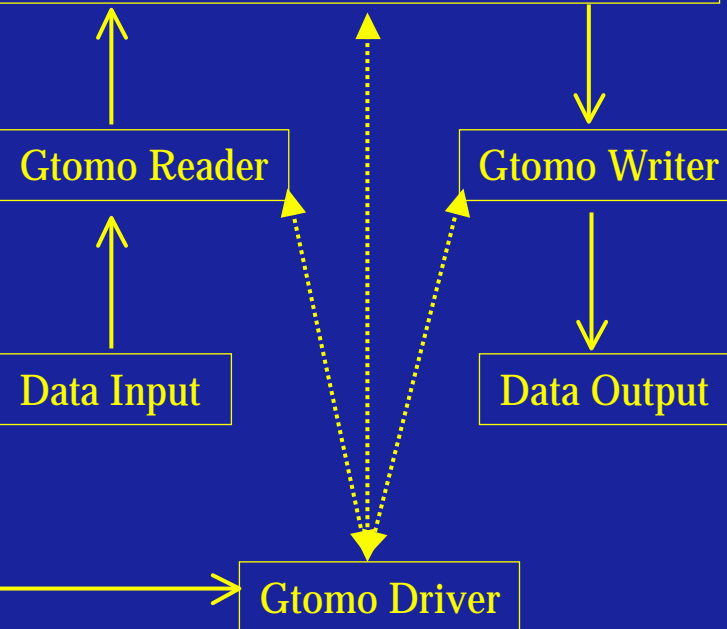 Gtomo Reader
Gtomo Writer
Data Input
Data Output
Gtomo Driver